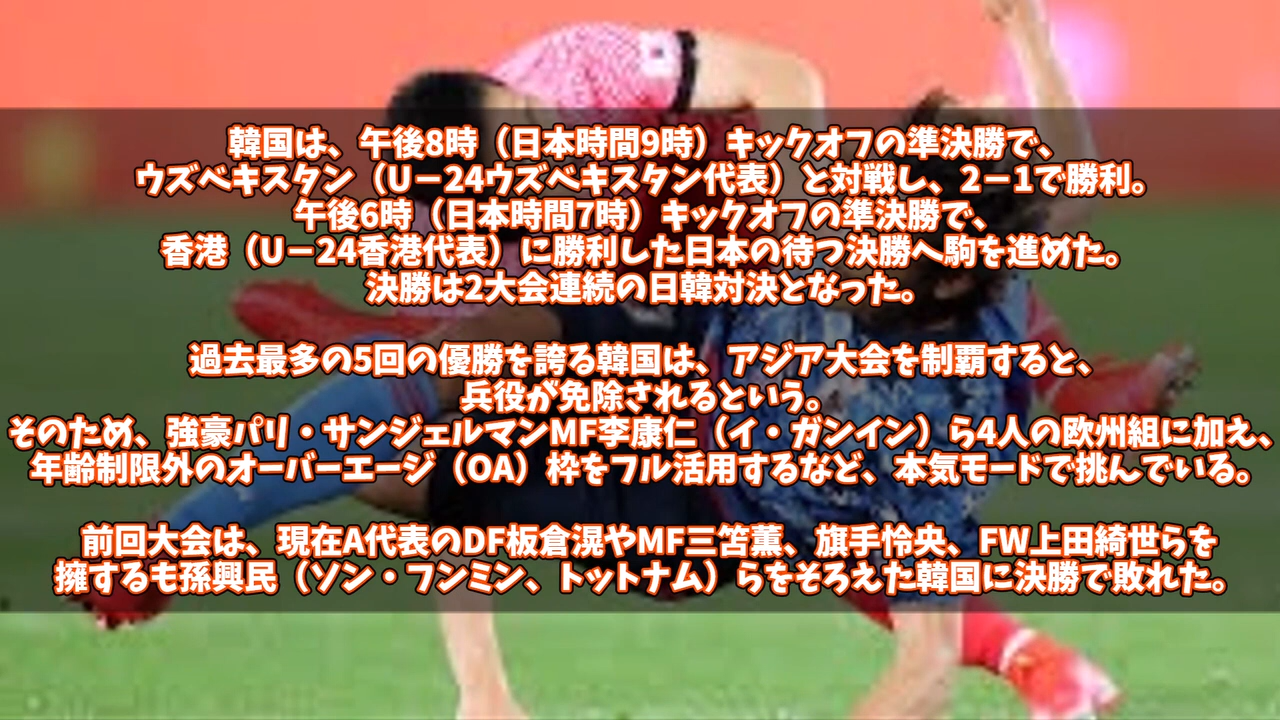 韓国は、午後8時（日本時間9時）キックオフの準決勝で、
ウズベキスタン（U－24ウズベキスタン代表）と対戦し、2－1で勝利。
午後6時（日本時間7時）キックオフの準決勝で、
香港（U－24香港代表）に勝利した日本の待つ決勝へ駒を進めた。
決勝は2大会連続の日韓対決となった。
過去最多の5回の優勝を誇る韓国は、アジア大会を制覇すると、
兵役が免除されるという。
そのため、強豪パリ・サンジェルマンMF李康仁（イ・ガンイン）ら4人の欧州組に加え、
年齢制限外のオーバーエージ（OA）枠をフル活用するなど、本気モードで挑んでいる。
前回大会は、現在A代表のDF板倉滉やMF三笘薫、旗手怜央、FW上田綺世らを
擁するも孫興民（ソン・フンミン、トットナム）らをそろえた韓国に決勝で敗れた。